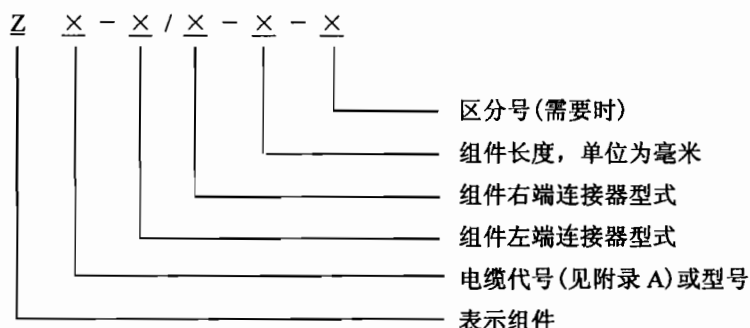 Z × - × / × - × - ×
区分号(需要时)
组件长度，单位为毫米
组件右端连接器型式
组件左端连接器型式
电缆代号(见附录 A)或型号
表示组件